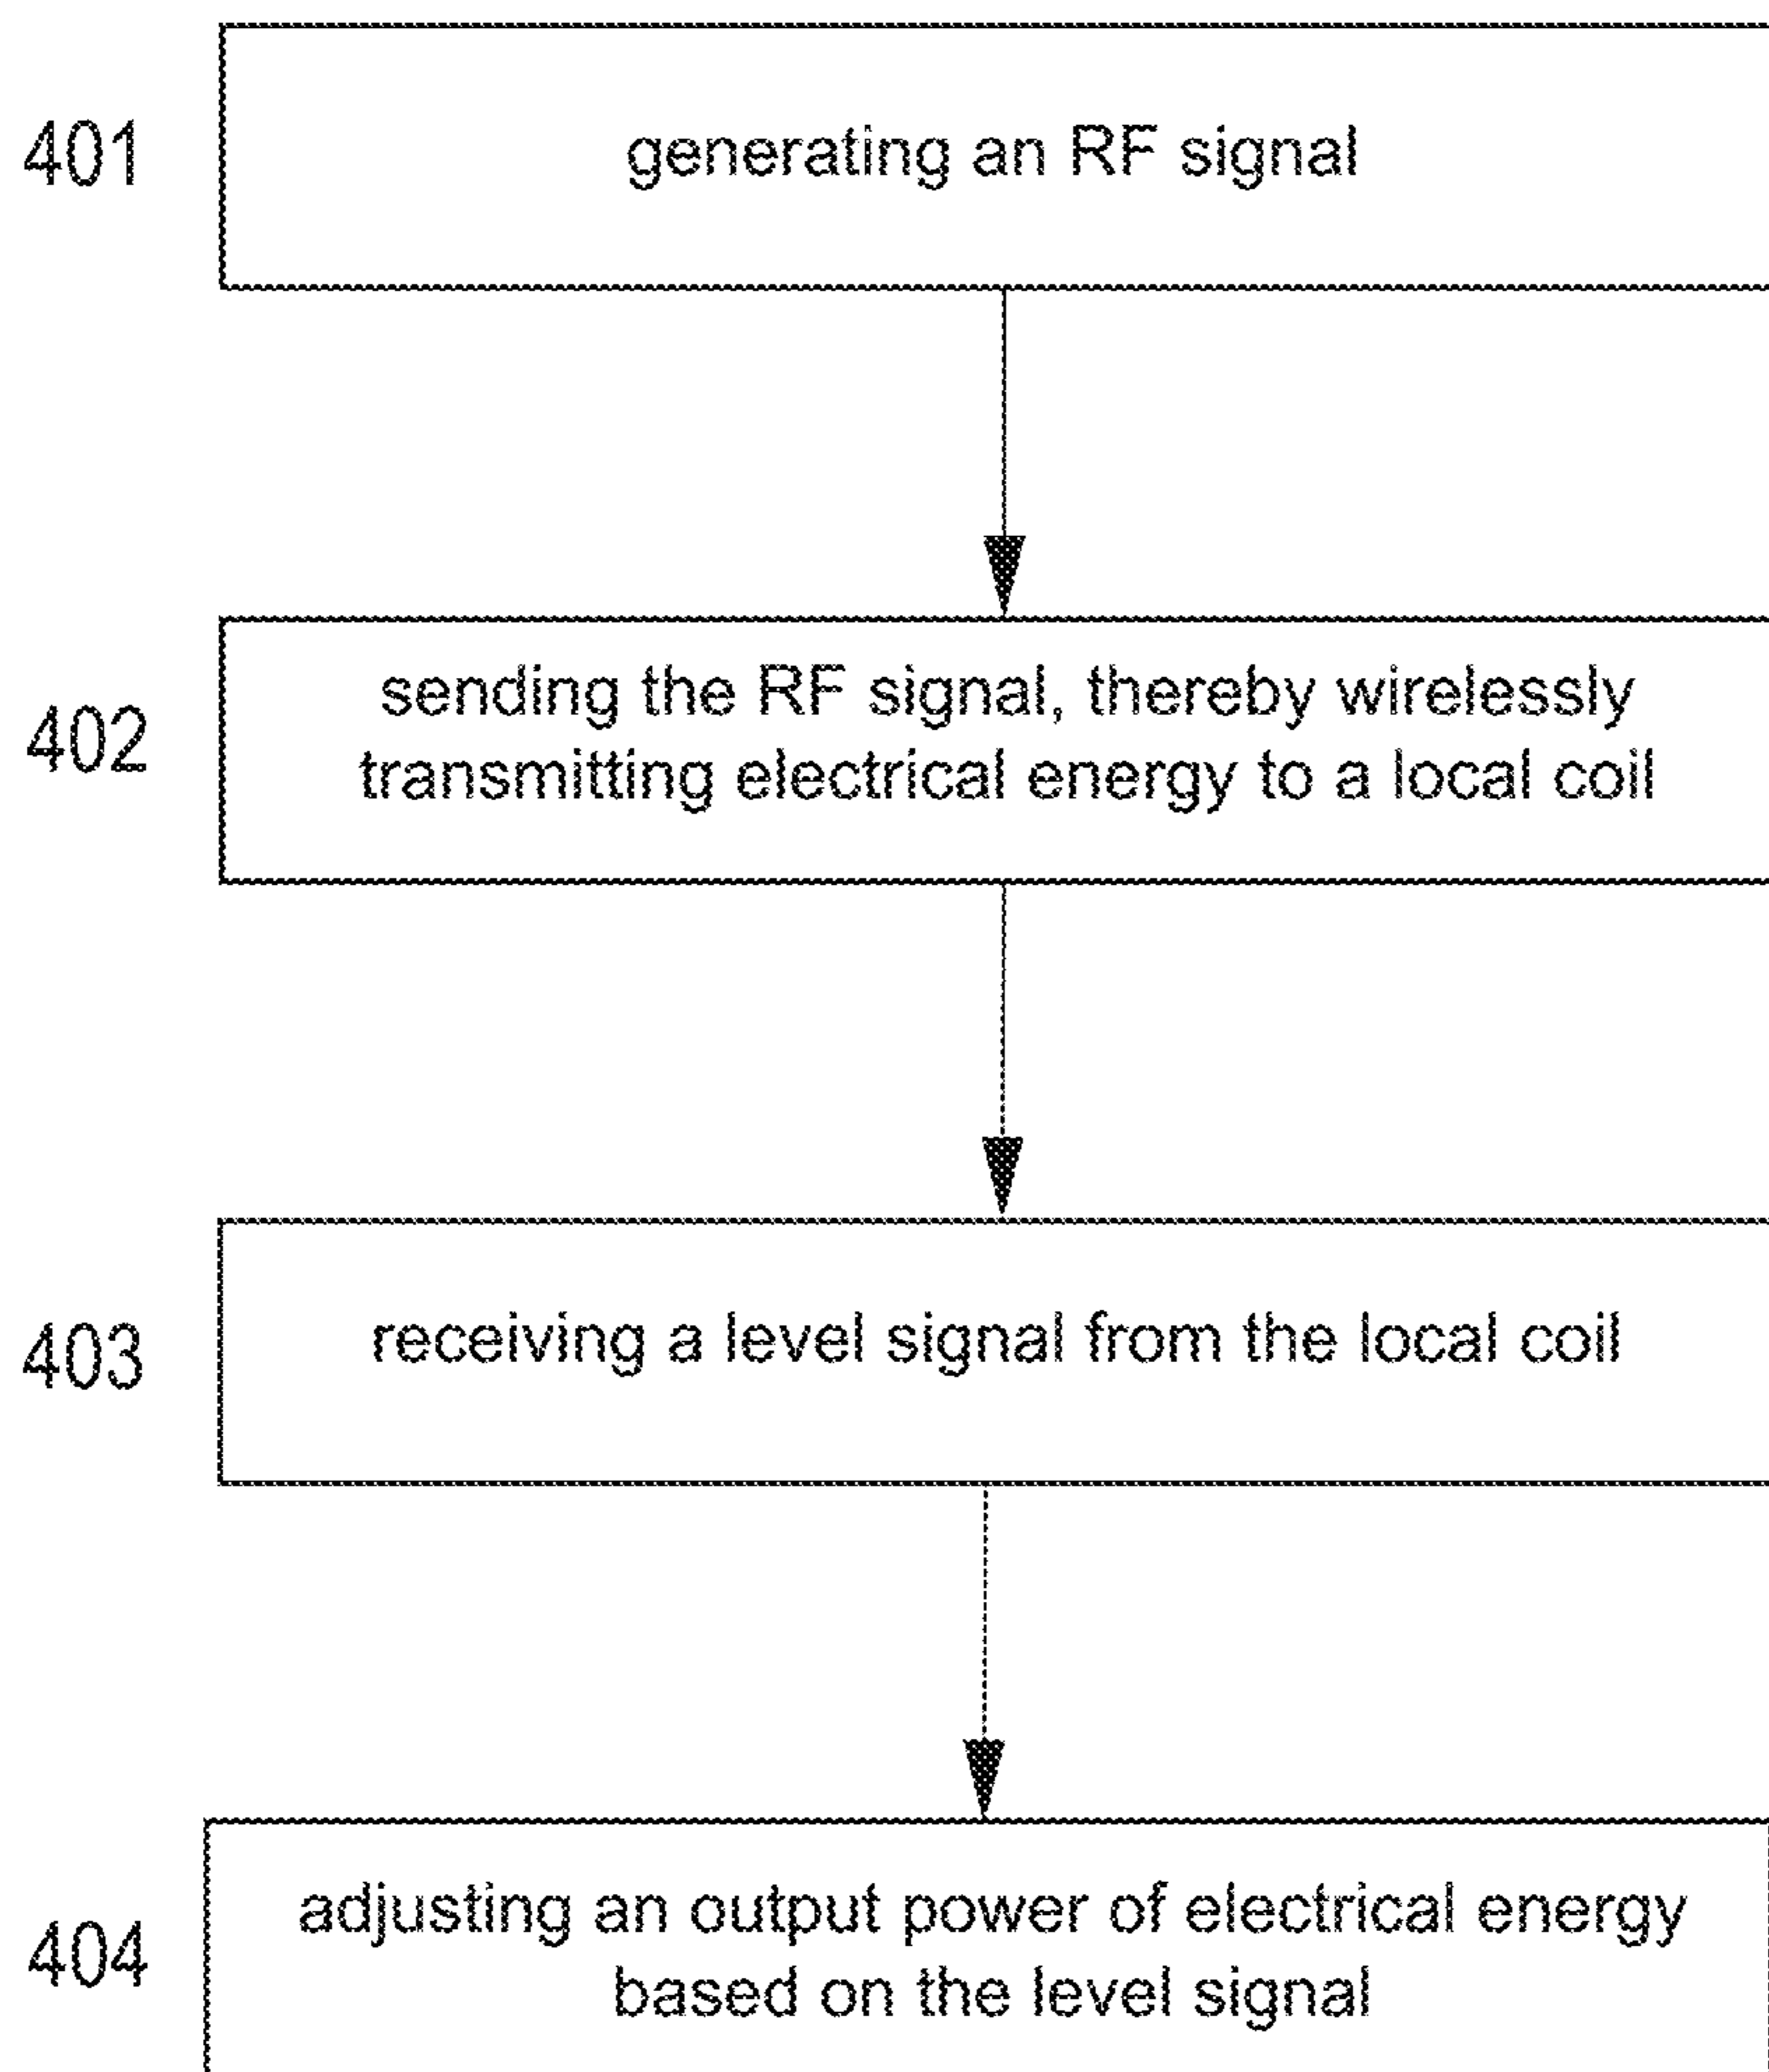 401
generating an RF signal
402
sending the RF signal, thereby wirelessly
transmitting electrical energy to a local coil
403
receiving a level signal from the local coil
404
adjusting an output power of electrical energy
based on the level signal